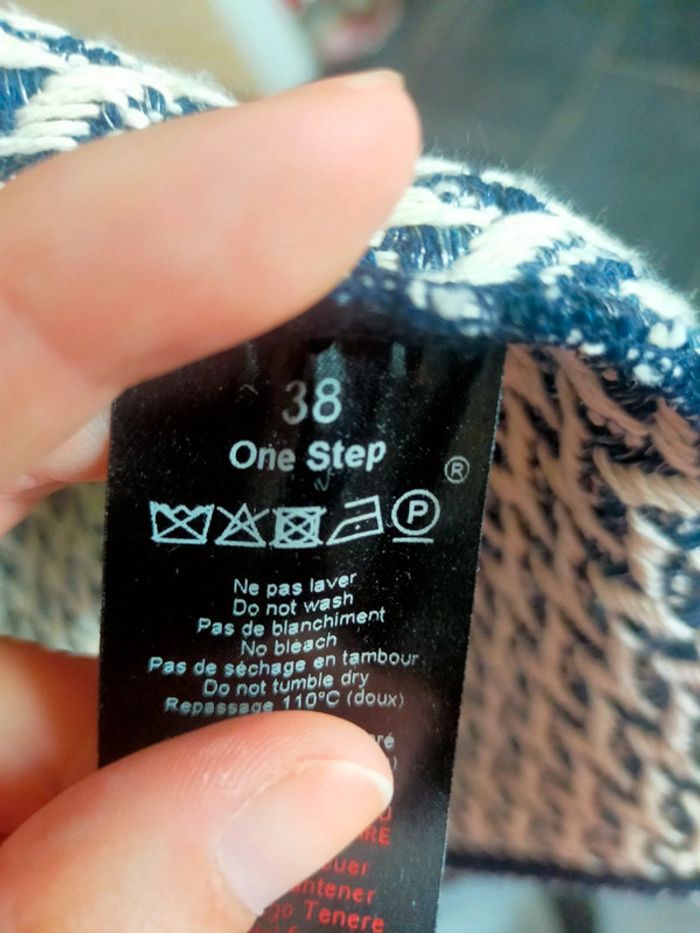 38
One Step
®
P
Ne pas laver
Do not wash
Pas de blanchiment
No bleach
Pas de séchage en tambour
Do not tumble dry
Repassage 110°C (doux)
Tenere